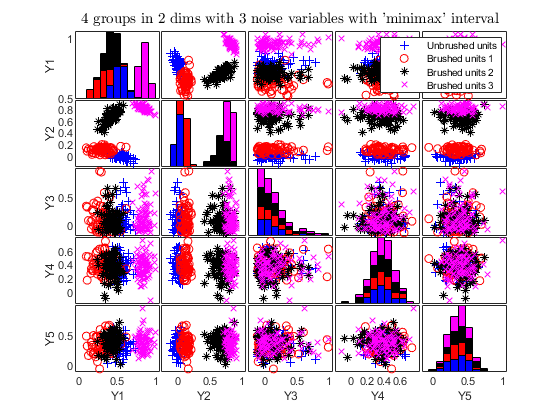 4 groups in 2 dims with 3 noise variables with 'minimax' interval
Unbrushed units
Brushed units 1
Brushed units 2
Brushed units 3
Y1
0.5
Y2
0.8
0.6
0.4
0.2
0
Y3
0.5
0
Y4
0.6
0.4
0.2
0
Y5
0.5
0
0 0.5 1
0 0.5 1
0 0.5 1
0 0.2 0.4 0.6
0 0.5 1
Y1 Y2 Y3 Y4 Y5